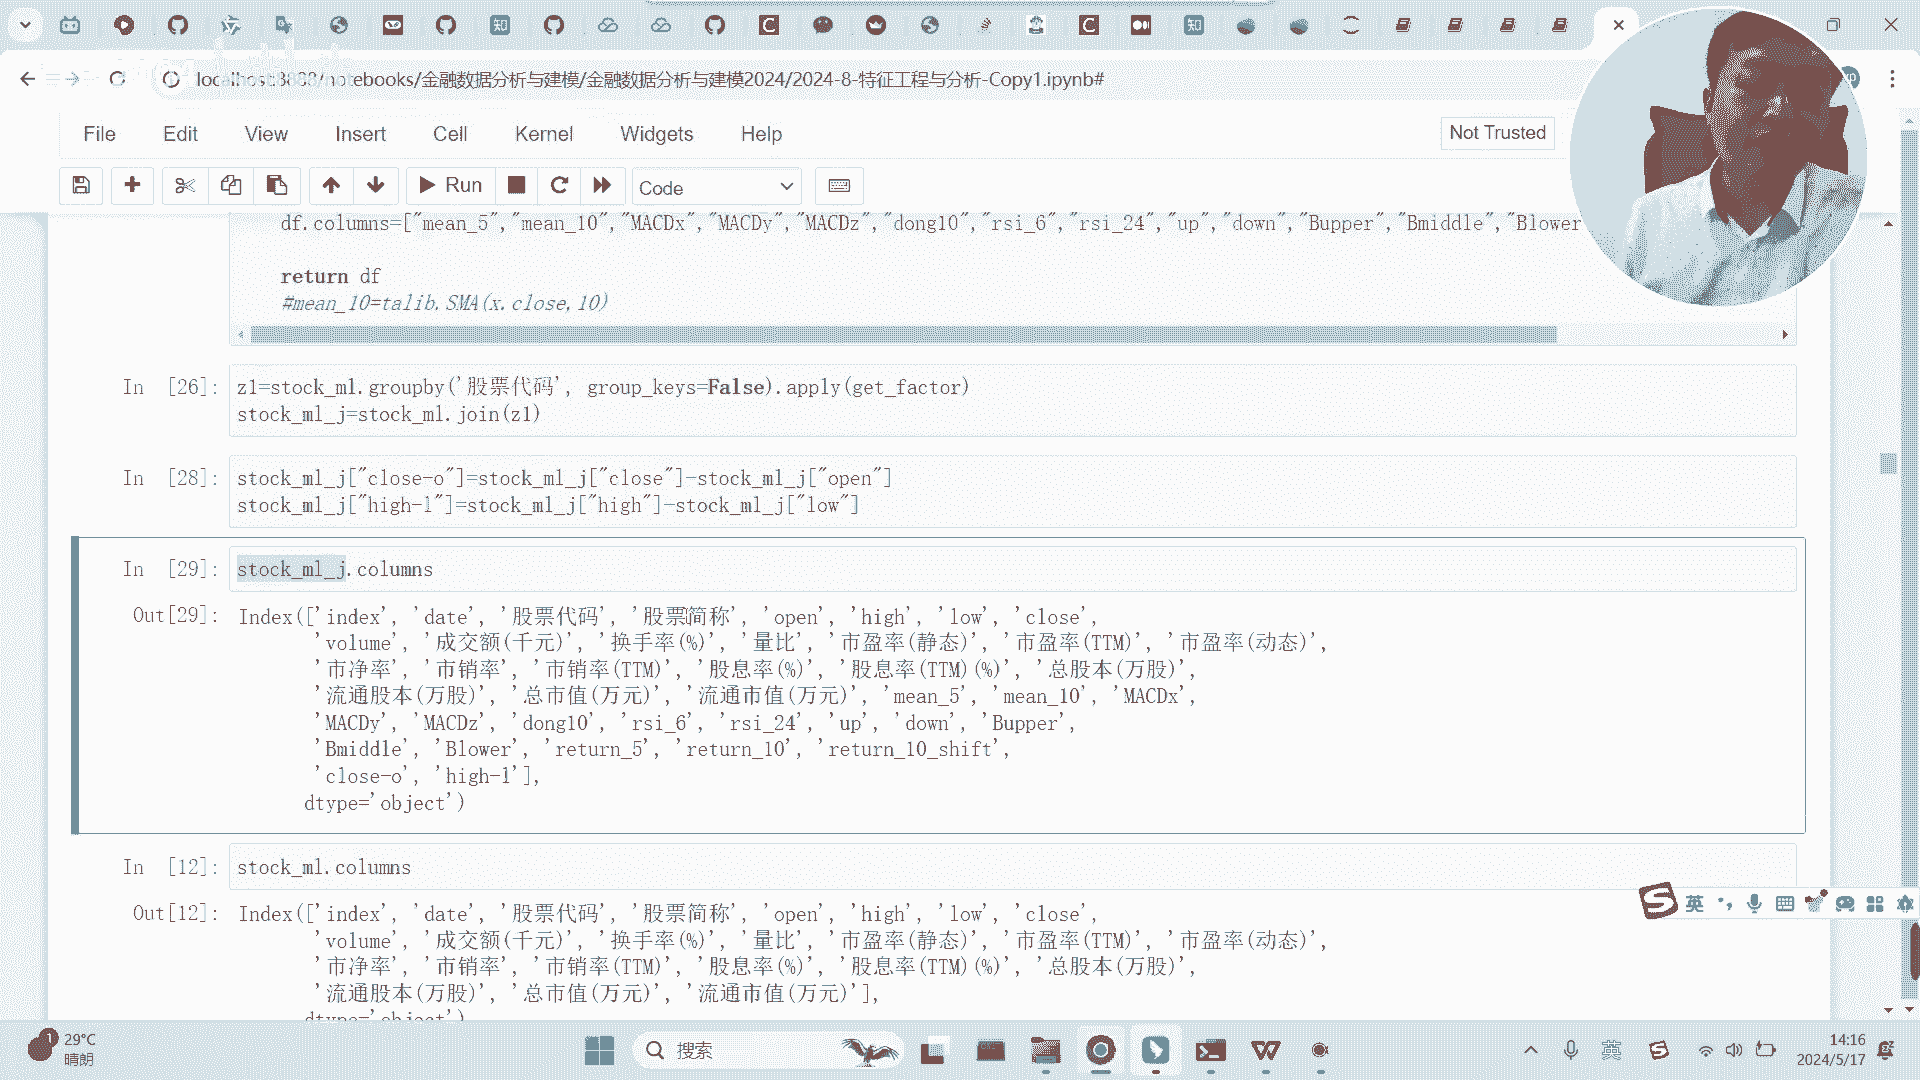 localhost:8888/notebooks/金融数据分析与建模/金融数据分析与建模2024/2024-8-特征工程与分析-Copy1.ipynb#
File Edit View Insert Cell Kernel Widgets Help
Not Trusted
Run
Code
df.columns=["mean_5","mean_10","MACDx","MACDy","MACDz","dong10","rsi_6","rsi_24","up","down","Bupper","Bmiddle","Blower
return df
#mean_10=talib.SMA(x.close,10)
In [26]: z1=stock_ml.groupby('股票代码', group_keys=False).apply(get_factor)
stock_ml_j=stock_ml.join(z1)
In [28]: stock_ml_j["close-o"]=stock_ml_j["close"]-stock_ml_j["open"]
stock_ml_j["high-l"]=stock_ml_j["high"]-stock_ml_j["low"]
In [29]: stock_ml_j.columns
Out[29]: Index(['index', 'date', '股票代码', '股票简称', 'open', 'high', 'low', 'close',
'volume', '成交额(千元)', '换手率(%)', '量比', '市盈率(静态)', '市盈率(TTM)', '市盈率(动态)',
'市净率', '市销率', '市销率(TTM)', '股息率(%)', '股息率(TTM)(%)', '总股本(万股)',
'流通股本(万股)', '总市值(万元)', '流通市值(万元)', 'mean_5', 'mean_10', 'MACDx',
'MACDy', 'MACDz', 'dong10', 'rsi_6', 'rsi_24', 'up', 'down', 'Bupper',
'Bmiddle', 'Blower', 'return_5', 'return_10', 'return_10_shift',
'close-o', 'high-l'],
dtype='object')
In [12]: stock_ml.columns
Out[12]: Index(['index', 'date', '股票代码', '股票简称', 'open', 'high', 'low', 'close',
'volume', '成交额(千元)', '换手率(%)', '量比', '市盈率(静态)', '市盈率(TTM)', '市盈率(动态)',
'市净率', '市销率', '市销率(TTM)', '股息率(%)', '股息率(TTM)(%)', '总股本(万股)',
'流通股本(万股)', '总市值(万元)', '流通市值(万元)'],
dtype='object')
英
1
29°C
晴朗
搜索
英
14:16
2024/5/17